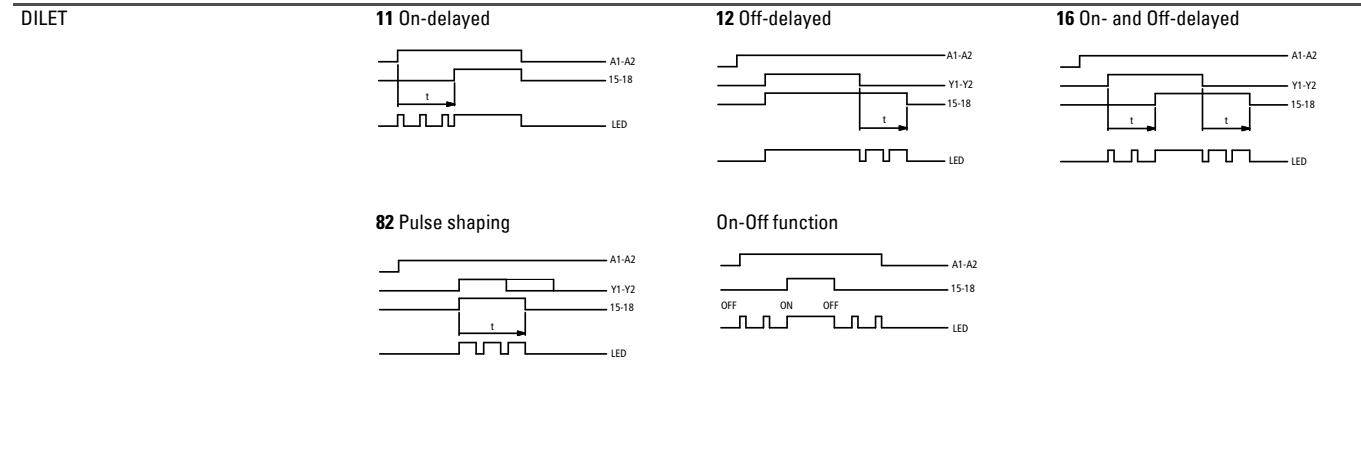 DILET
11 On-delayed
A1-A2
15-18
t
LED
12 Off-delayed
A1-A2
Y1-Y2
15-18
t
LED
16 On- and Off-delayed
A1-A2
Y1-Y2
15-18
t t
LED
82 Pulse shaping
A1-A2
Y1-Y2
15-18
t
LED
On-Off function
A1-A2
15-18
OFF ON OFF
LED